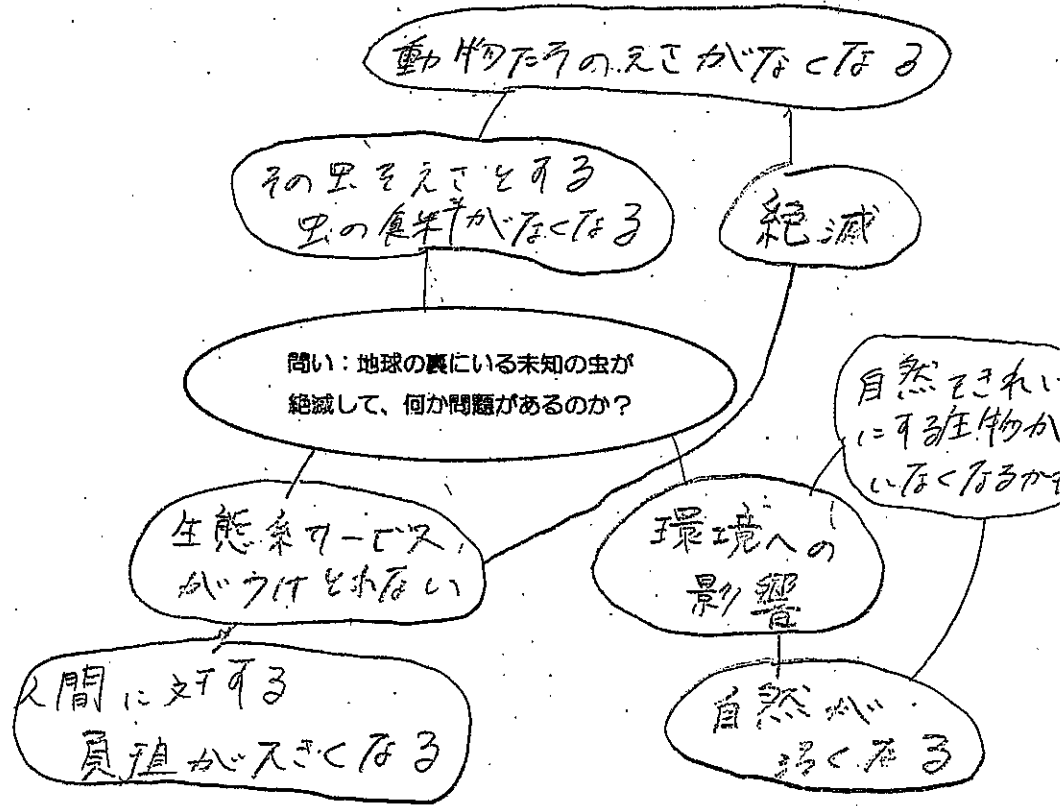 動物たちのえさがなくなる
その虫をえさとする
虫の食料がなくなる
絶滅
問い：地球の裏にいる未知の虫が
絶滅して、何か問題があるのか？
自然をきれい
にする生物が
いなくなるか
生態系サービス
がうけとれない
環境への
影響
人間に対する
が大きくなる
自然が
なる